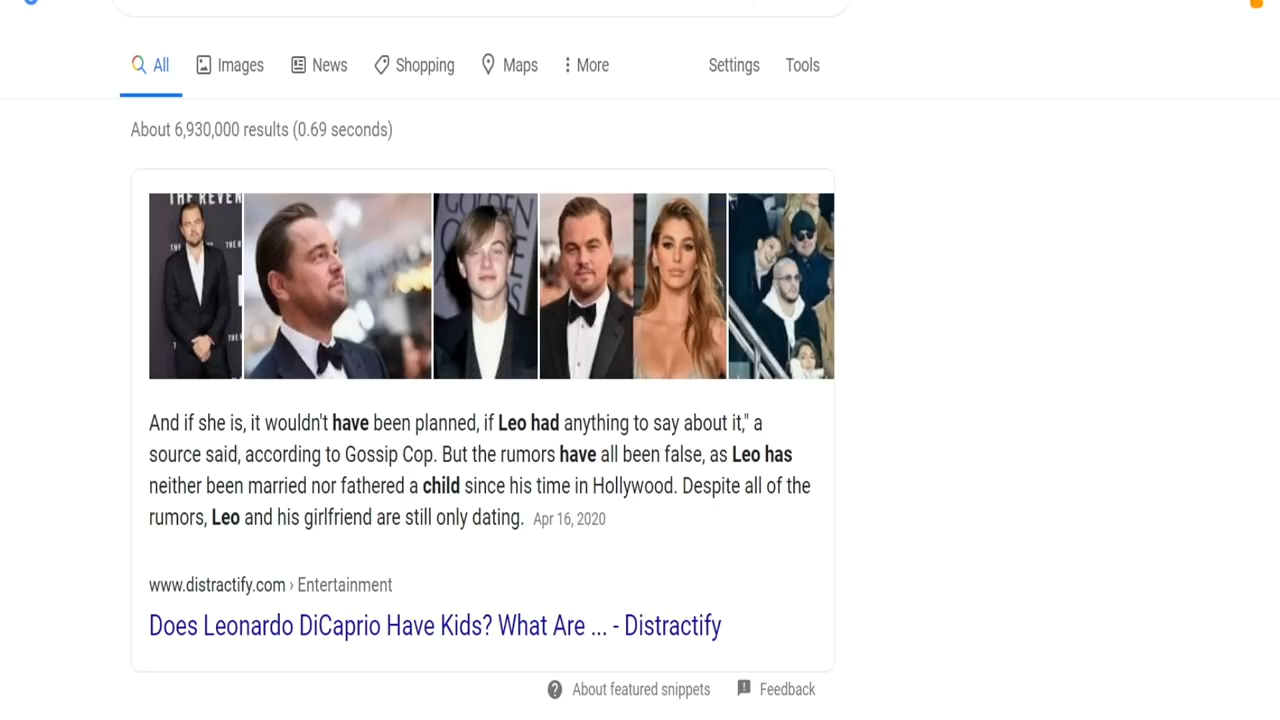 All Images News Shopping Maps More Settings Tools
About 6,930,000 results (0.69 seconds)
THE REVEN
GOLDEN
And if she is, it wouldn't have been planned, if Leo had anything to say about it," a
source said, according to Gossip Cop. But the rumors have all been false, as Leo has
neither been married nor fathered a child since his time in Hollywood. Despite all of the
rumors, Leo and his girlfriend are still only dating. Apr 16, 2020
www.distractify.com › Entertainment
Does Leonardo DiCaprio Have Kids? What Are ... - Distractify
About featured snippets Feedback